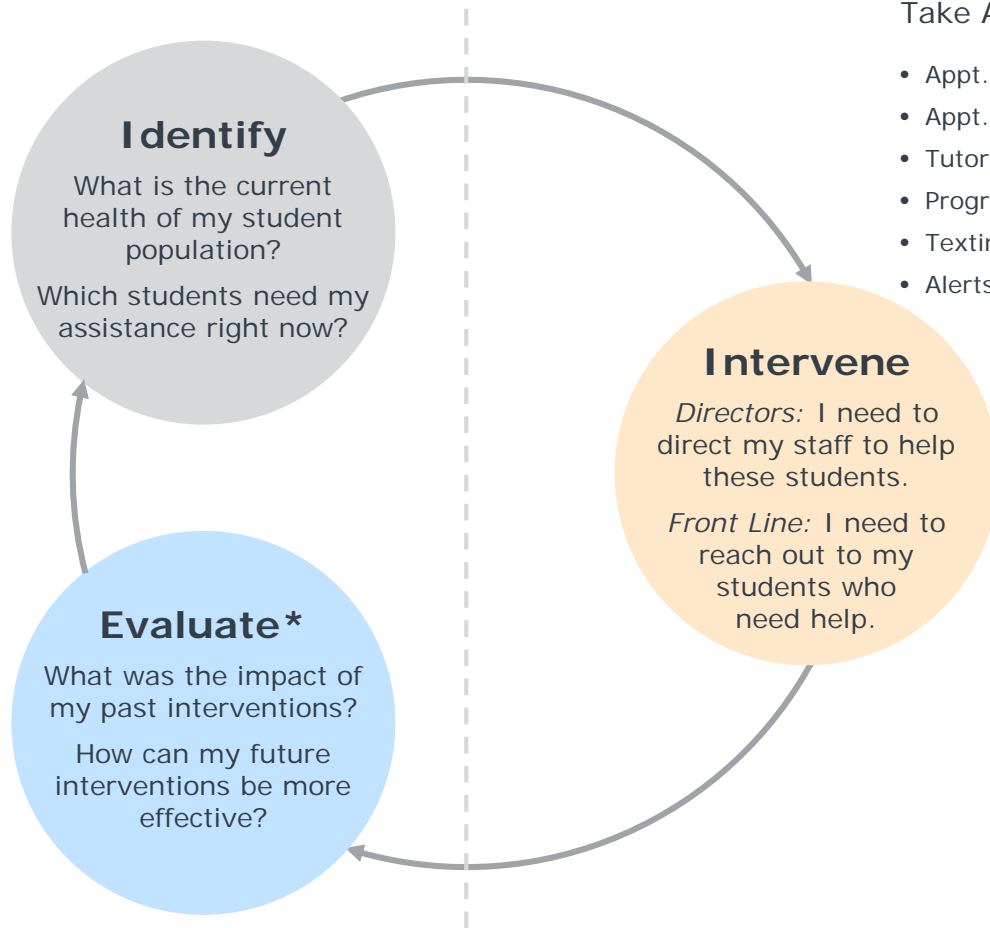 Identify
What is the current
health of my student
population?
Which students need my
assistance right now?
Take
• Appt.
• Appt.
• Tutor
•
•
• Alerts
Intervene
Directors: I need to
direct my staff to help
these students.
Front Line: I need to
reach out to my
students who
need help.
Evaluate*
What was the impact of
my past interventions?
How can my future
interventions be more
effective?